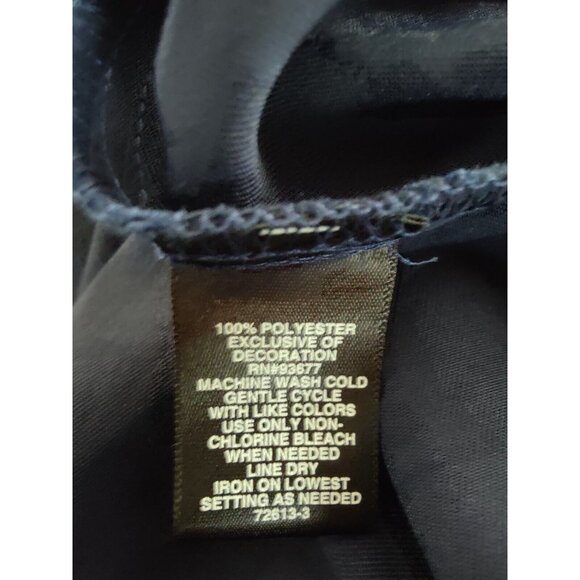 100% POLYESTER
EXCLUSIVE OF
DECORATION
RN#93677
MACHINE WASH COLD
GENTLE CYCLE
WITH LIKE COLORS
USE ONLY NON-
CHLORINE BLEACH
WHEN NEEDED
LINE DRY
IRON ON LOWEST
SETTING AS NEEDED
72613-3